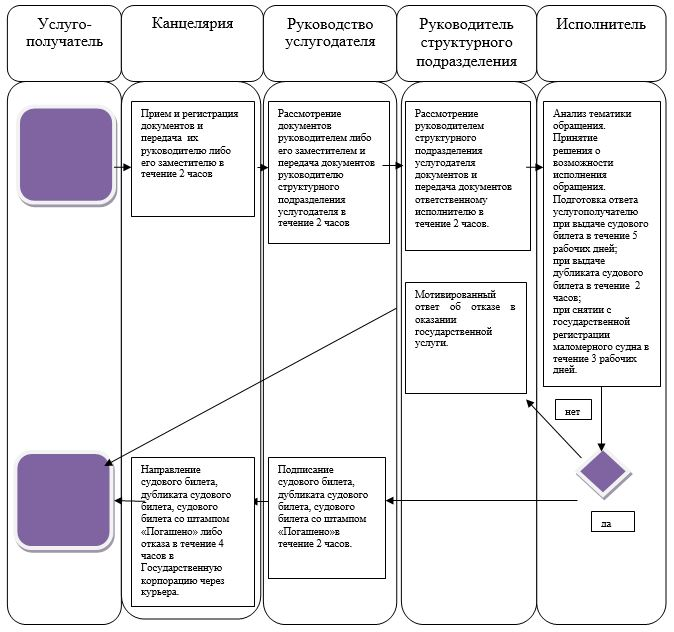 Услуго-
получатель
Канцелярия
Руководство
услугодателя
Руководитель
структурного
подразделения
Исполнитель
Прием и регистрация
документов и
передача их
руководителю либо
его заместителю в
течение 2 часов
Рассмотрение
документов
руководителем либо
его заместителем и
передача документов
руководителю
структурного
подразделения
услугодателя в
течение 2 часов
Рассмотрение
руководителем
структурного
подразделения
услугодателя
документов и
передача документов
ответственному
исполнителю в
течение 2 часов.
Анализ тематики
обращения.
Принятие
решения о
возможности
исполнения
обращения.
Подготовка ответа
услугополучателю
при выдаче судового
билета в течение 5
рабочих дней;
при выдаче
дубликата судового
билета в течение 2
часов;
при снятии с
государственной
регистрации
маломерного судна в
течение 3 рабочих
дней.
Мотивированный
ответ об отказе в
оказании
государственной
услуги.
нет
Направление
судового билета,
дубликата судового
билета, судового
билета со штампом
«Погашено» либо
отказа в течение 4
часов в
Государственную
корпорацию через
курьера.
Подписание
судового билета,
дубликата судового
билета, судового
билета со штампом
«Погашено»в
течение 2 часов.
да